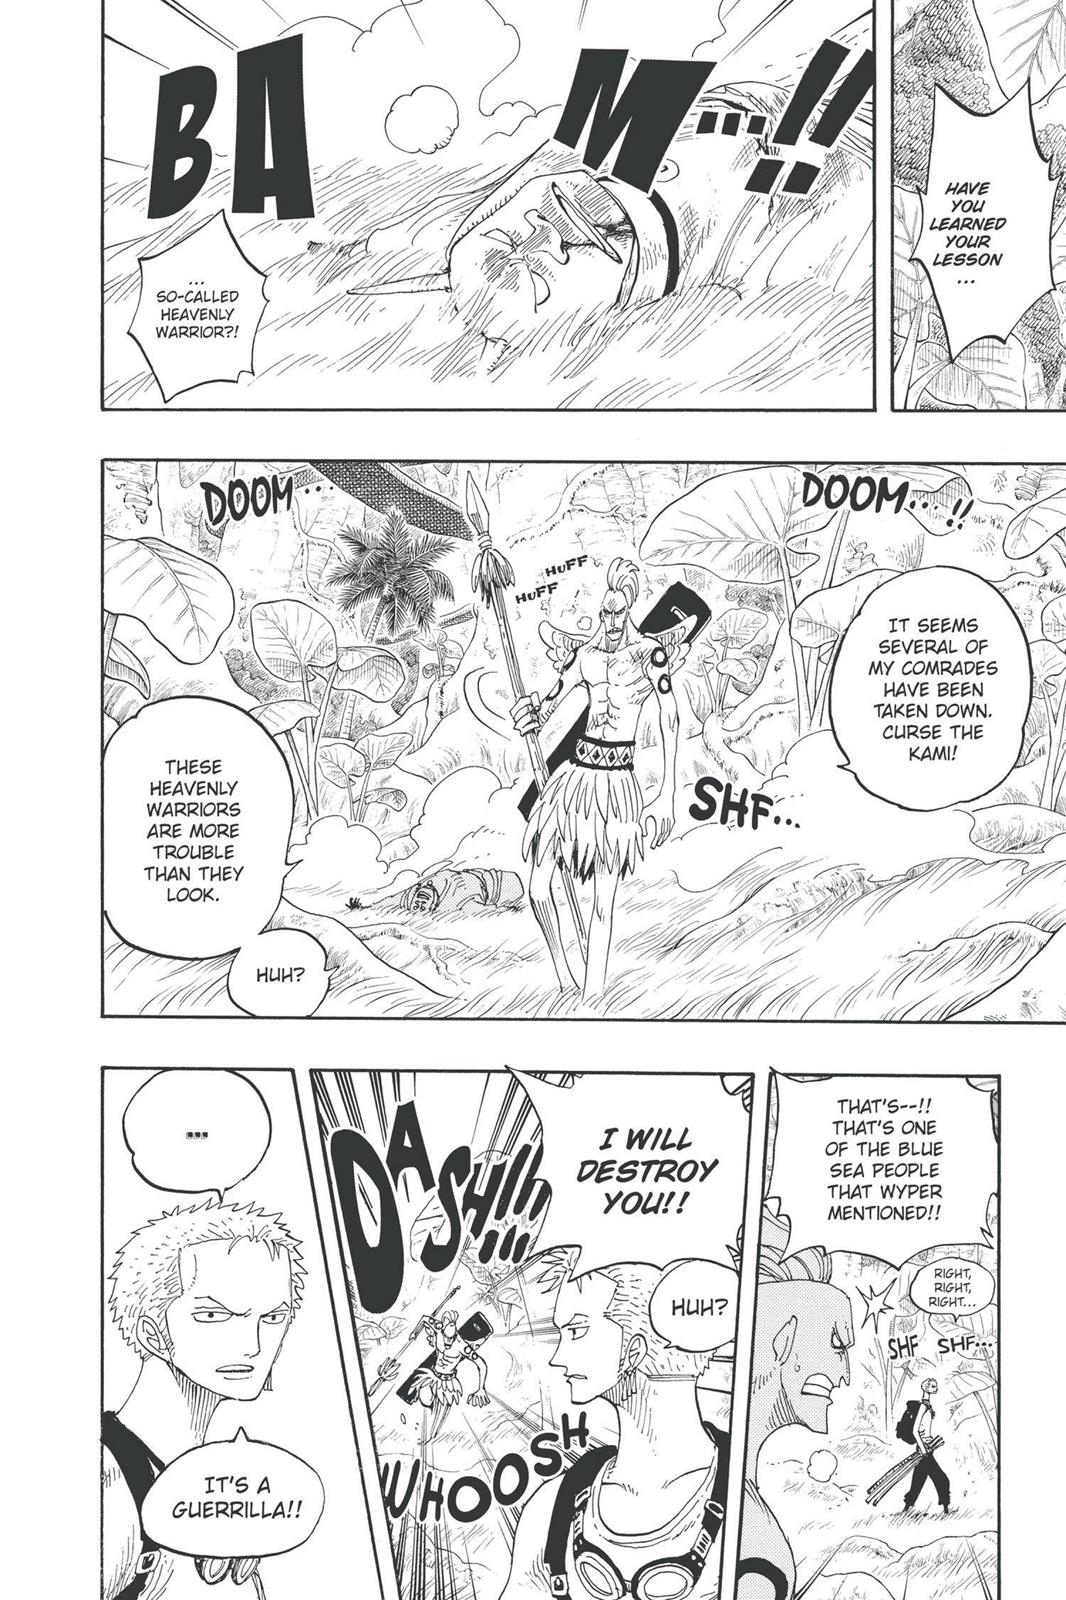 HAVE
YOU
LEARNED
YOUR
LESSON
...
BAM...!!
...
SO-CALLED
HEAVENLY
WARRIOR?!
DOOM...!!
DOOM...
HUFF
HUFF
IT SEEMS
SEVERAL OF
MY COMRADES
HAVE BEEN
TAKEN DOWN.
CURSE THE
KAMI!
SHF...
THESE
HEAVENLY
WARRIORS
ARE MORE
TROUBLE
THAN THEY
LOOK.
HUH?
THAT'S--!!
THAT'S ONE
OF THE BLUE
SEA PEOPLE
THAT WYPER
MENTIONED!!
RIGHT,
RIGHT,
RIGHT...
SHF
SHF...
I WILL
DESTROY
YOU!!
HUH?
DASH!!!
WHOOSH
...
IT'S A
GUERRILLA!!